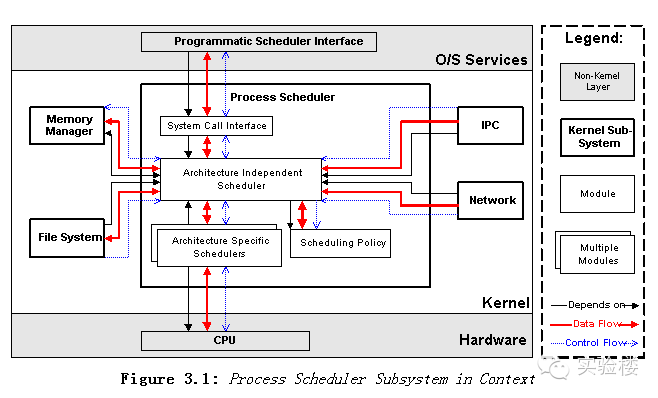 Programmatic Scheduler Interface
O/S Services
Process Scheduler
System Call Interface
Memory
Manager
IPC
Architecture Independent
Scheduler
Network
File System
Architecture Specific
Schedulers
Scheduling Policy
Kernel
CPU
Hardware
Legend:
Non-Kernel
Layer
Kernel Sub-
System
Module
Multiple
Modules
Depends on
Data Flow
Control Flow
实验楼
Figure 3.1: Process Scheduler Subsystem in Context